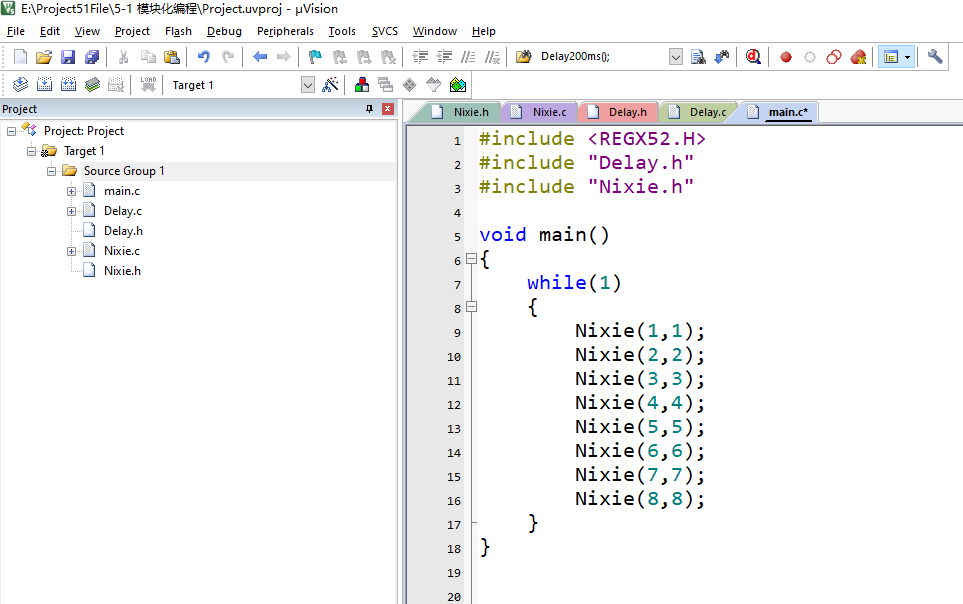 E:\Project51File\5-1 模块化编程\Project.uvproj - µVision
File Edit View Project Flash Debug Peripherals Tools SVCS Window Help
Delay200ms();
LOAD Target 1
Project
Project: Project
Target 1
Source Group 1
main.c
Delay.c
Delay.h
Nixie.c
Nixie.h
Nixie.h Nixie.c Delay.h Delay.c main.c*
1 #include <REGX52.H>
2 #include "Delay.h"
3 #include "Nixie.h"
4
5 void main()
6 {
7 while(1)
8 {
9 Nixie(1,1);
10 Nixie(2,2);
11 Nixie(3,3);
12 Nixie(4,4);
13 Nixie(5,5);
14 Nixie(6,6);
15 Nixie(7,7);
16 Nixie(8,8);
17 }
18 }
19
20